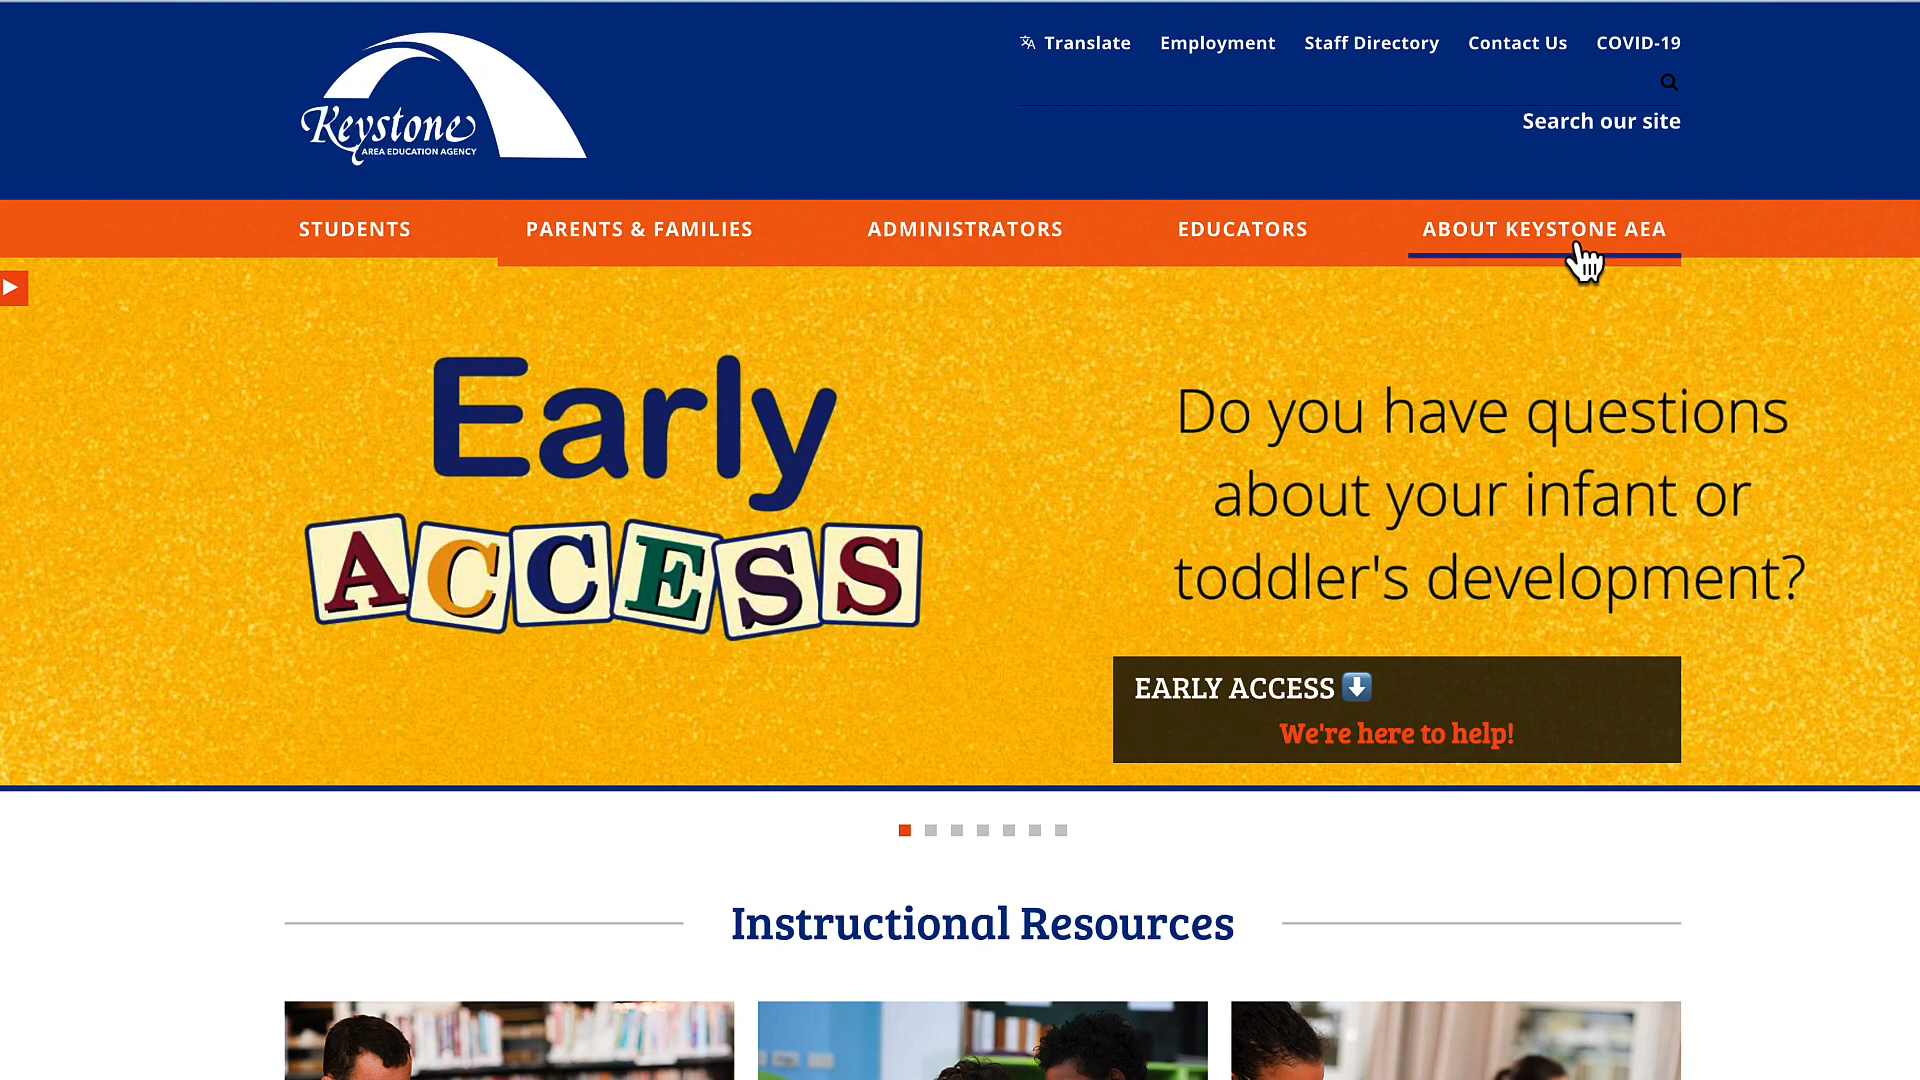 Keystone
AREA EDUCATION AGENCY
Translate Employment Staff Directory Contact Us COVID-19
Search our site
STUDENTS PARENTS & FAMILIES ADMINISTRATORS EDUCATORS ABOUT KEYSTONE AEA
Early
ACCESS
Do you have questions
about your infant or
toddler's development?
EARLY ACCESS ⬇️
We're here to help!
Instructional Resources